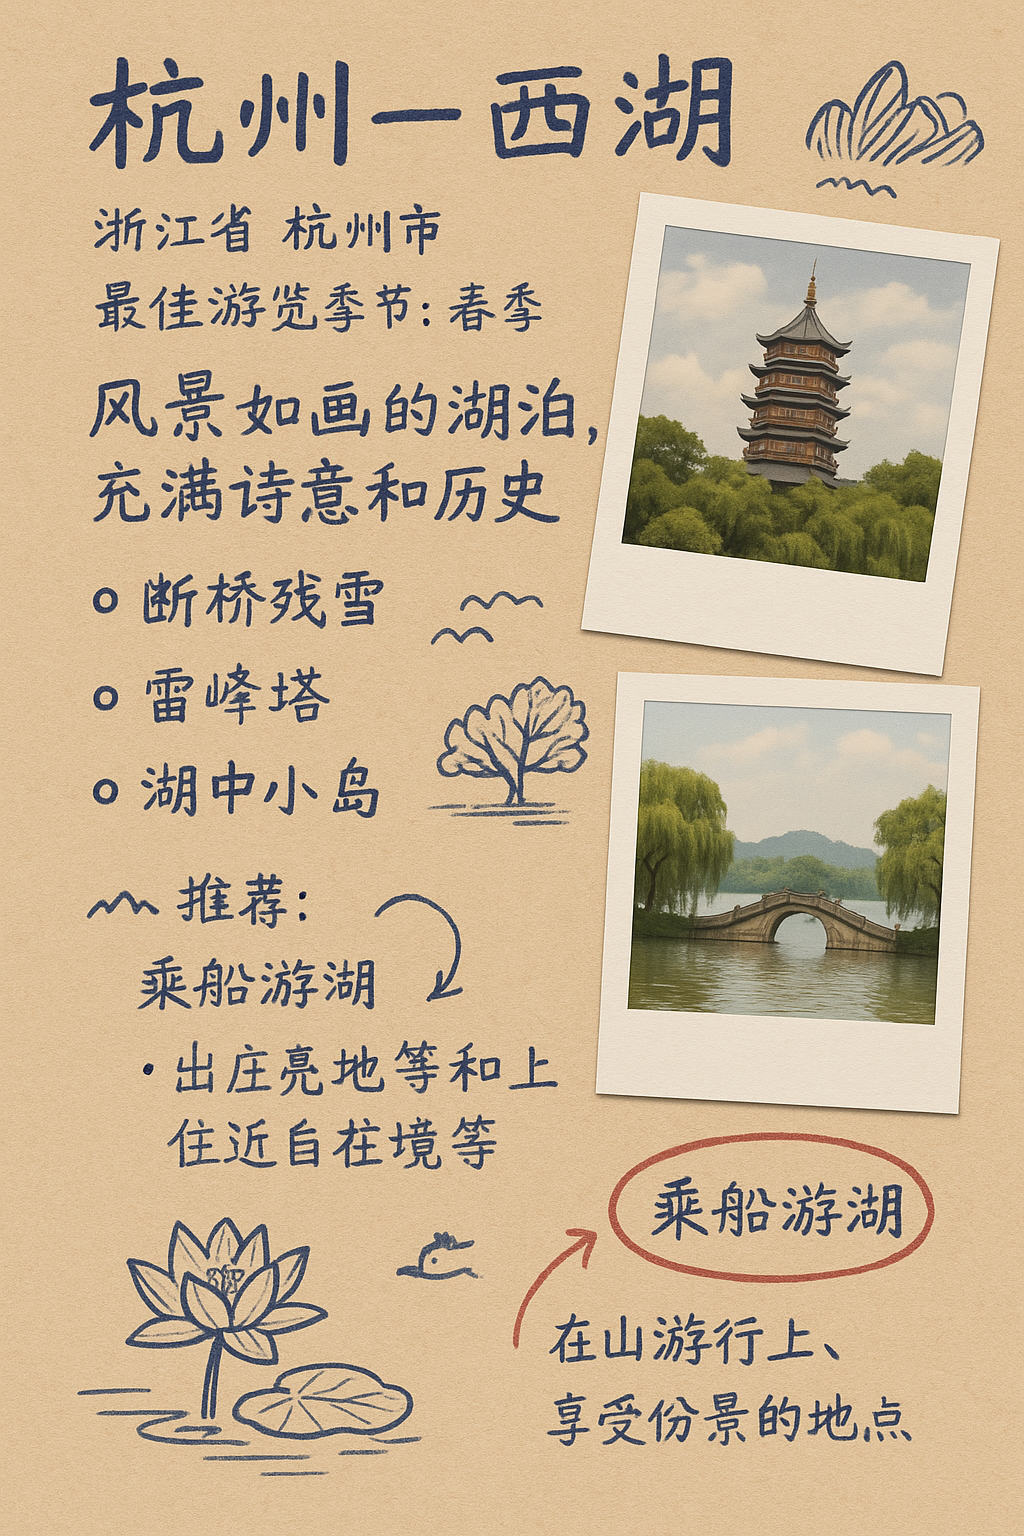 杭州—西湖
浙江省 杭州市
最佳游览季节: 春季
风景如画的湖泊,
充满诗意和历史
断桥残雪
雷峰塔
湖中小岛
推荐:
乘船游湖
· 出庄亮地等和上
住近自在境等
乘船游湖
在山游行上、
享受份景的地点